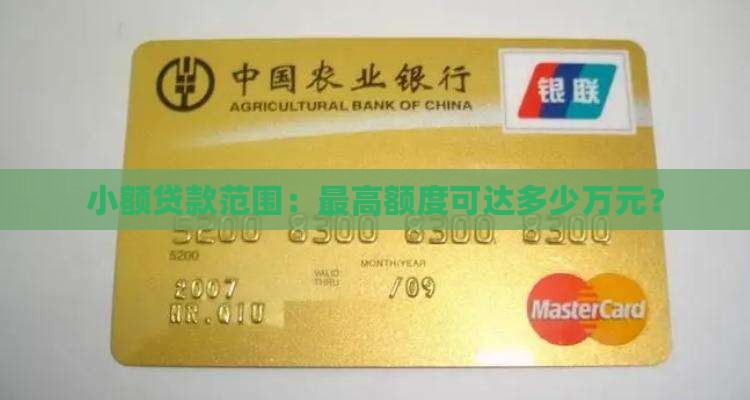 中国农业银行
AGRICULTURAL BANK OF CHINA
银联
小额贷款范围：最高额度可达多少万元？
5200 8300 8300 8300
5200
MONTH/YEAR
VALID
THRU
2007 /09
MR.QIU
MasterCard